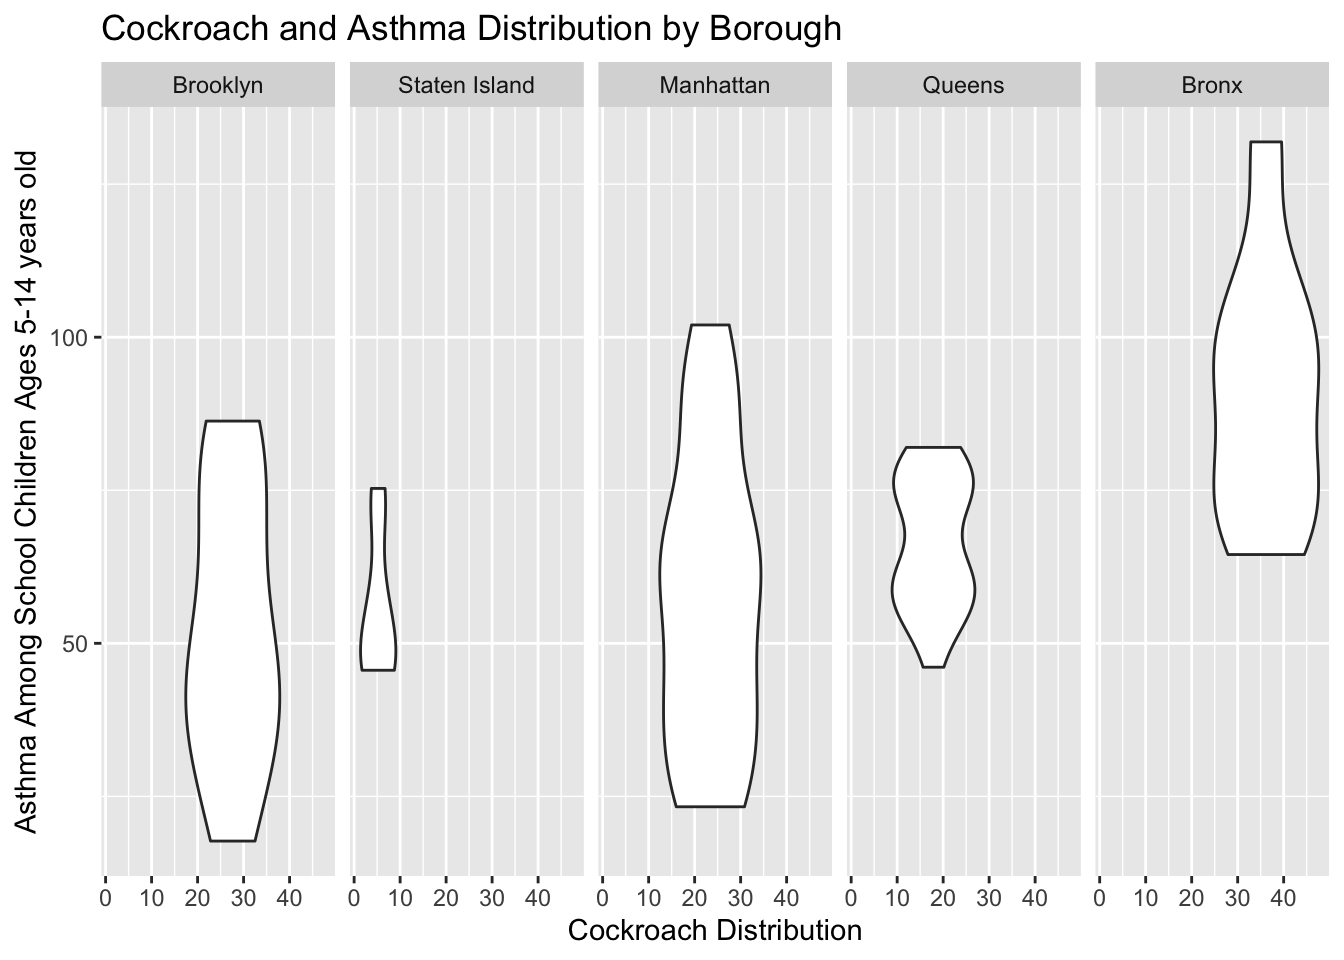 Cockroach and Asthma Distribution by Borough
Brooklyn Staten Island Manhattan Queens Bronx
Asthma Among School Children Ages 5-14 years old
100
50
0 10 20 30 40 0 10 20 30 40 0 10 20 30 40 0 10 20 30 40 0 10 20 30 40
Cockroach Distribution